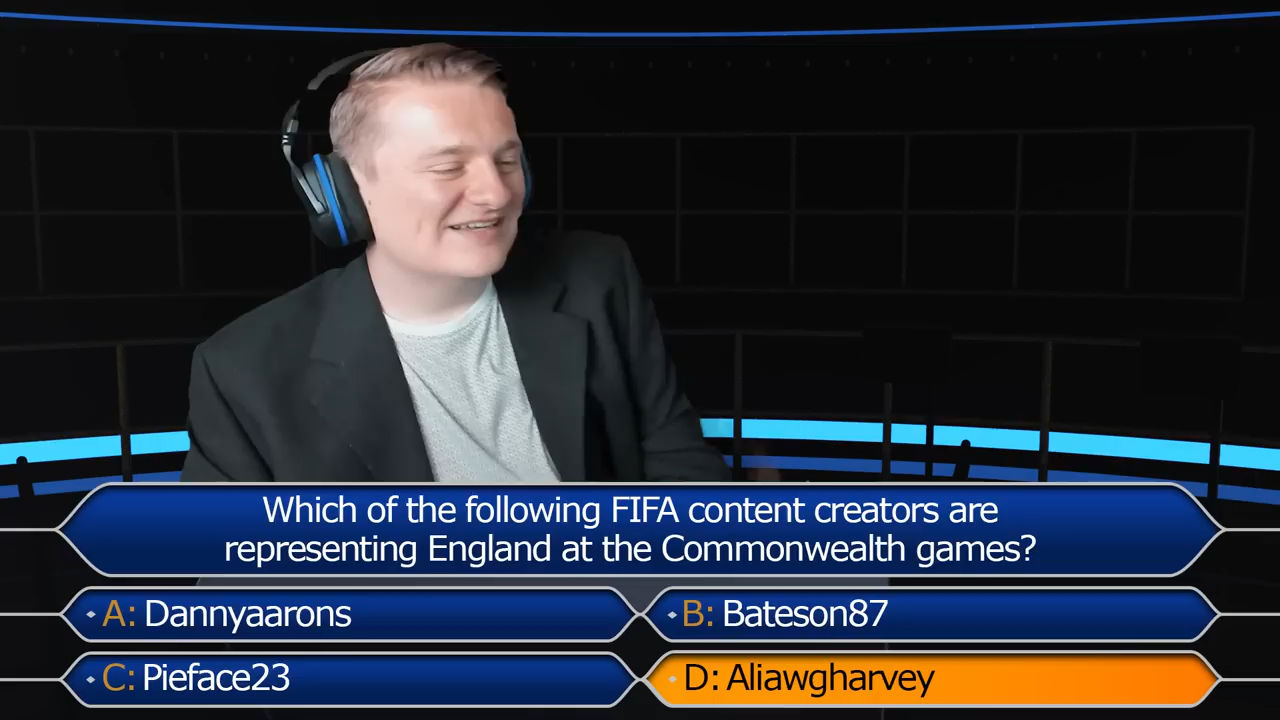 Which of the following FIFA content creators are
representing England at the Commonwealth games?
A: Dannyaarons
B: Bateson87
C: Pieface23
D: Aliawgharvey